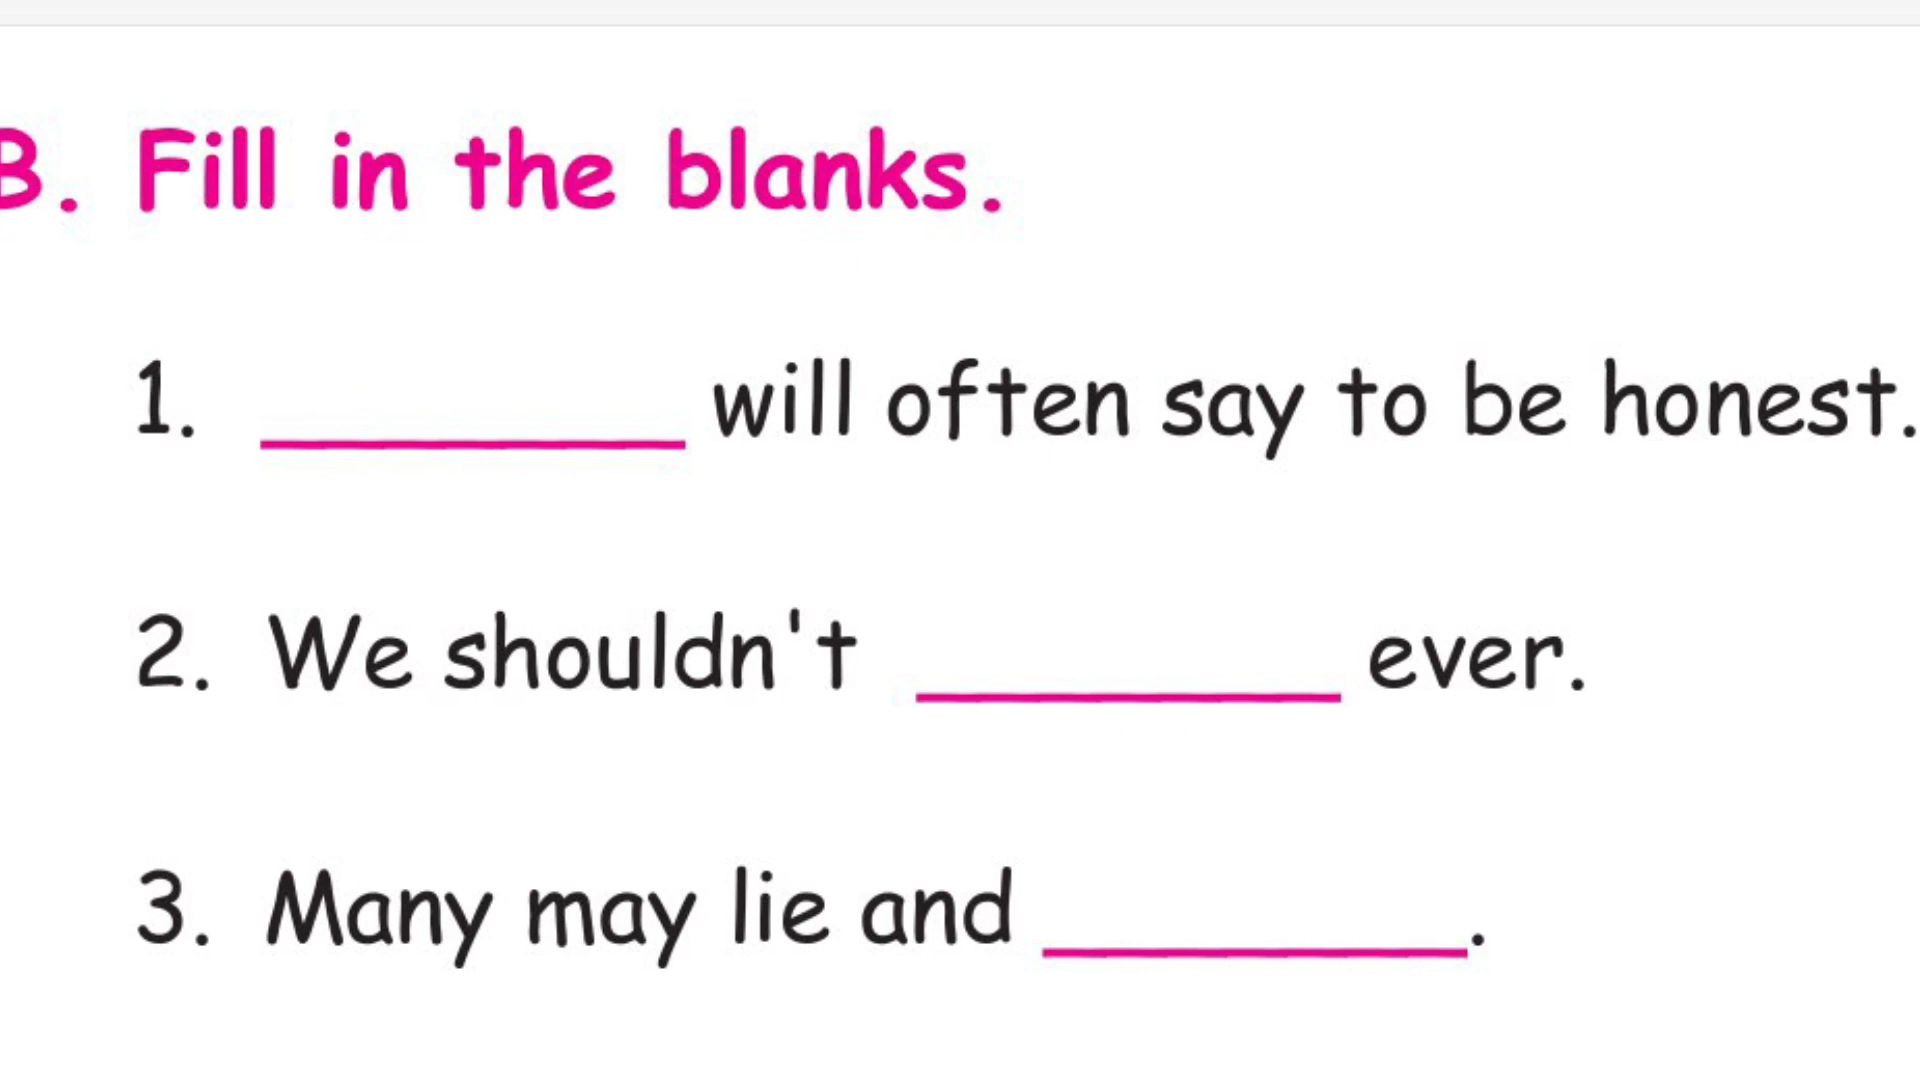 B. Fill in the blanks.
1. __________ will often say to be honest.
2. We shouldn't __________ ever.
3. Many may lie and __________.